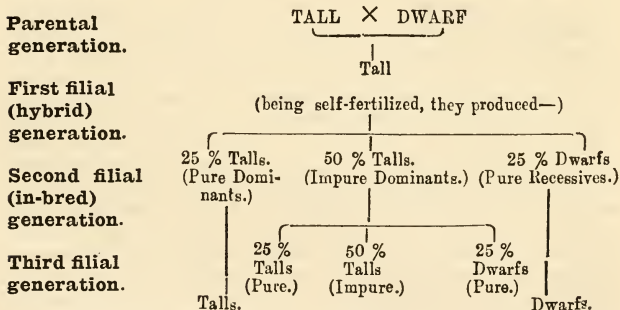 Parental
generation.
TALL × DWARF
Tall
First filial
(hybrid)
generation.
(being self-fertilized, they produced—)
Second filial
(in-bred)
generation.
25 % Talls.
(Pure Domi-
nants.)
50 % Talls.
(Impure Dominants.)
25 % Dwarfs
(Pure Recessives.)
Third filial
generation.
25 %
Talls
(Pure.)
50 %
Talls
(Impure.)
25 %
Dwarfs
(Pure.)
Talls.
Dwarfs.